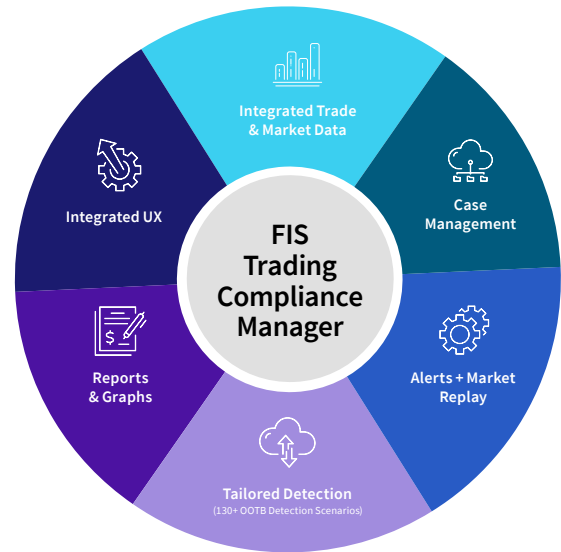 Integrated Trade
& Market Data
Case
Management
Alerts + Market
Replay
Tailored Detection
(130+ OOTB Detection Scenarios)
Reports
& Graphs
$
Integrated UX
FIS
Trading
Compliance
Manager